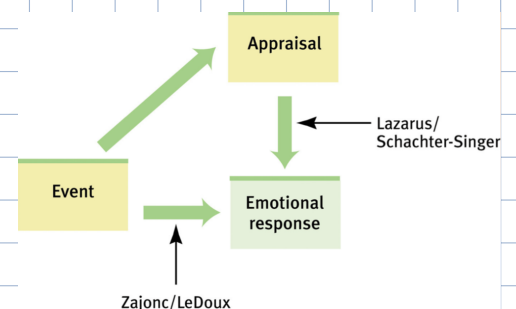 Appraisal
Lazarus/
Schachter-Singer
Event
Emotional
response
Zajonc/LeDoux